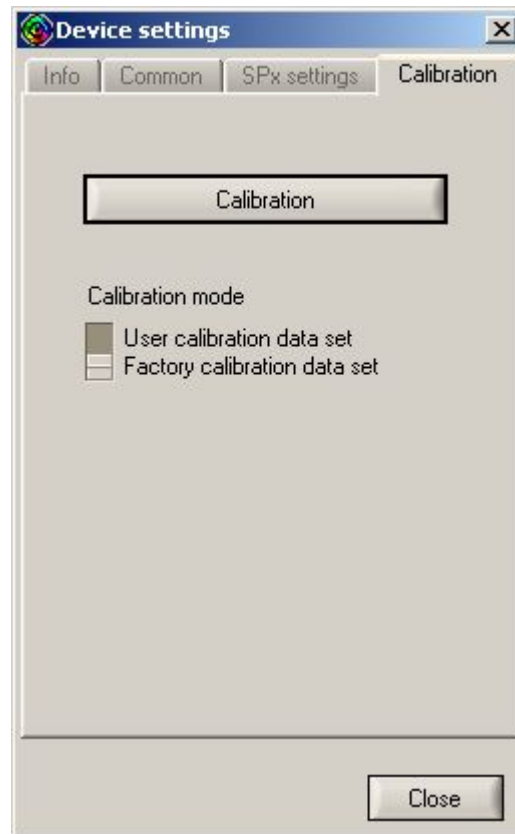 Device settings
Info Common SPx settings Calibration
Calibration
Calibration mode
User calibration data set
Factory calibration data set
Close